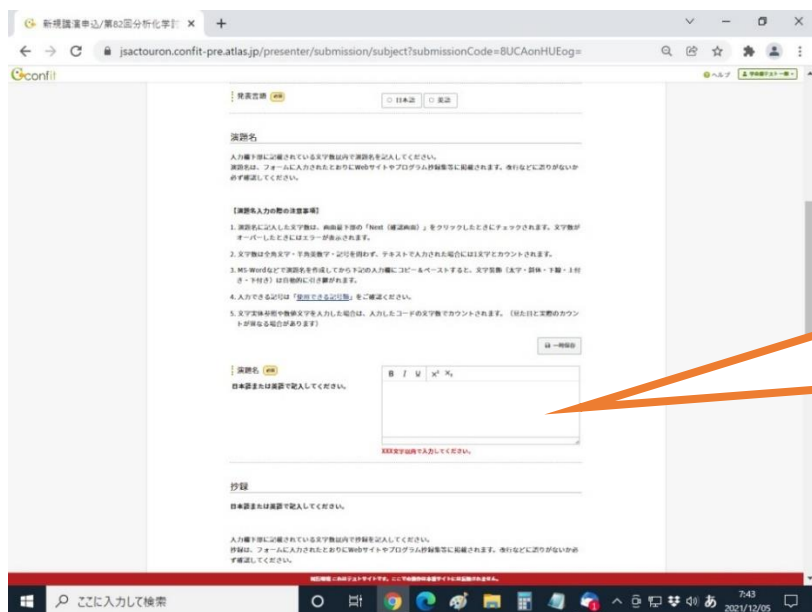 新規講演申込/第82回分析化学討
jsactouron.confit-pre.atlas.jp/presenter/submission/subject?submissionCode=8UCAonHUEog=
confit
ヘルプ
発表言語 必須
日本語 英語
演題名
入力欄下部に記載されている文字数以内で演題名を記入してください。
演題名は、フォームに入力されたとおりにWebサイトやプログラム抄録集等に掲載されます。改行などに誤りがないか
必ず確認してください。
【演題名入力の際の注意事項】
1. 演題名に記入した文字数は、画面最下部の「Next（確認画面）」をクリックしたときにチェックされます。文字数が
オーバーしたときにはエラーが表示されます。
2. 文字数は全角文字・半角英数字・記号を問わず、テキストで入力された場合には1文字とカウントされます。
3. MS-Wordなどで演題名を作成してから下記の入力欄にコピー＆ペーストすると、文字装飾（太字・斜体・下線・上付
き・下付き）は自動的に引き継がれます。
4. 入力できる記号は「使用できる記号類」をご確認ください。
5. 文字実体参照や数値文字を入力した場合は、入力したコードの文字数でカウントされます。（見た目と実際のカウン
トが異なる場合があります）
一時保存
演題名 必須
B I U x² X₂
日本語または英語で記入してください。
XXX文字以内で入力してください。
抄録
日本語または英語で記入してください。
入力欄下部に記載されている文字数以内で抄録を記入してください。
抄録は、フォームに入力されたとおりにWebサイトやプログラム抄録集等に掲載されます。改行などに誤りがないか必
ず確認してください。
ここに入力して検索
あ
7:43
2021/12/05